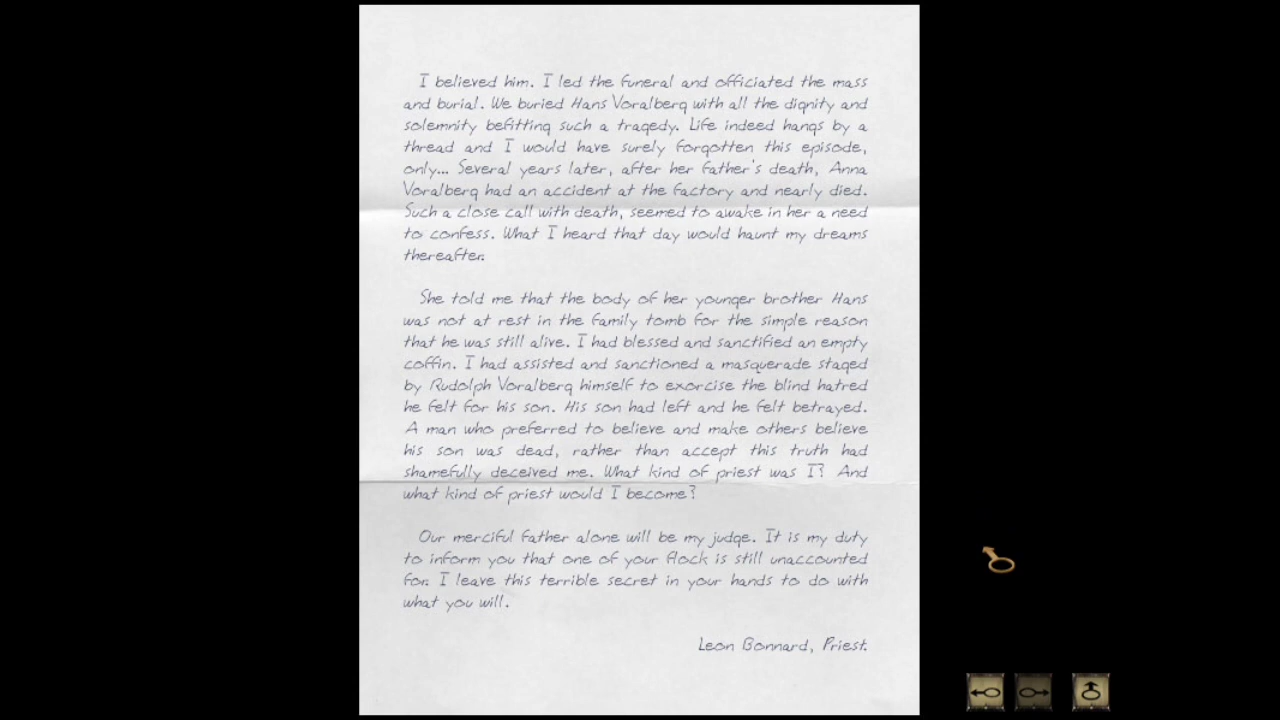 I believed him. I led the funeral and officiated the mass
and burial. We buried Hans Voralberg with all the dignity and
solemnity befitting such a tragedy. Life indeed hangs by a
thread and I would have surely forgotten this episode,
only... Several years later, after her father's death, Anna
Voralberg had an accident at the factory and nearly died.
Such a close call with death, seemed to awake in her a need
to confess. What I heard that day would haunt my dreams
thereafter.
She told me that the body of her younger brother Hans
was not at rest in the family tomb for the simple reason
that he was still alive. I had blessed and sanctified an empty
coffin. I had assisted and sanctioned a masquerade staged
by Rudolph Voralberg himself to exorcise the blind hatred
he felt for his son. His son had left and he felt betrayed.
A man who preferred to believe and make others believe
his son was dead, rather than accept this truth had
shamefully deceived me. What kind of priest was I? And
what kind of priest would I become?
Our merciful Father alone will be my judge. It is my duty
to inform you that one of your flock is still unaccounted
for. I leave this terrible secret in your hands to do with
what you will.
Leon Bonnard, Priest.